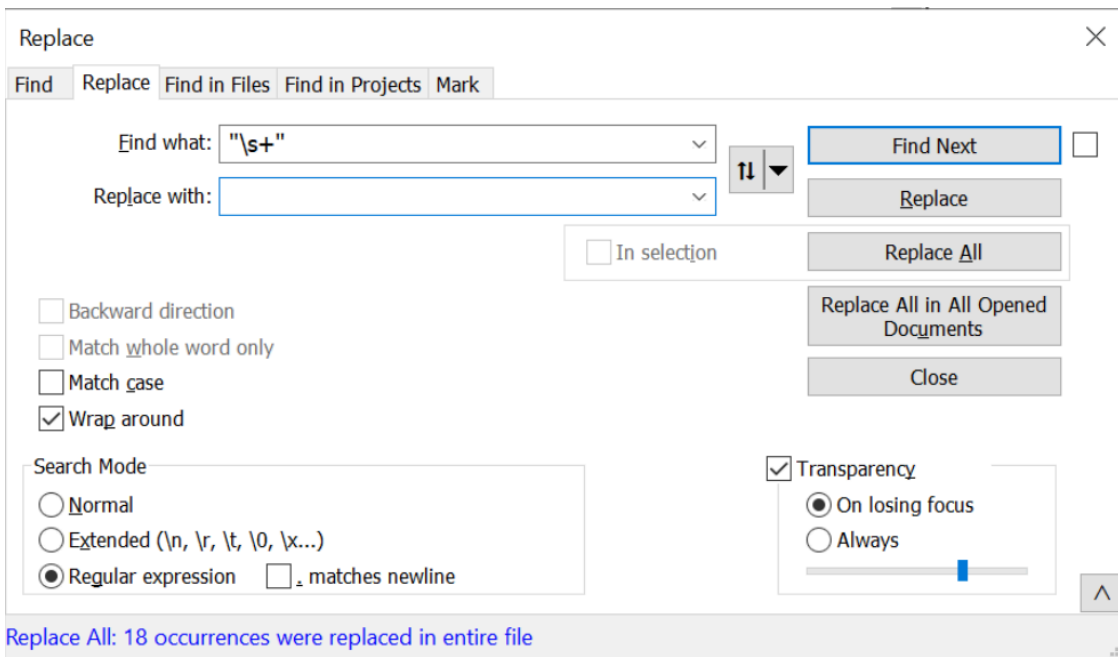 Replace
Find Replace Find in Files Find in Projects Mark
Find what: "\s+" Find Next
Replace with: Replace
In selection Replace All
Backward direction Replace All in All Opened
Documents
Match whole word only
Match case Close
Wrap around
Search Mode Transparency
Normal On losing focus
Extended (\n, \r, \t, \0, \x...) Always
Regular expression . matches newline
Replace All: 18 occurrences were replaced in entire file